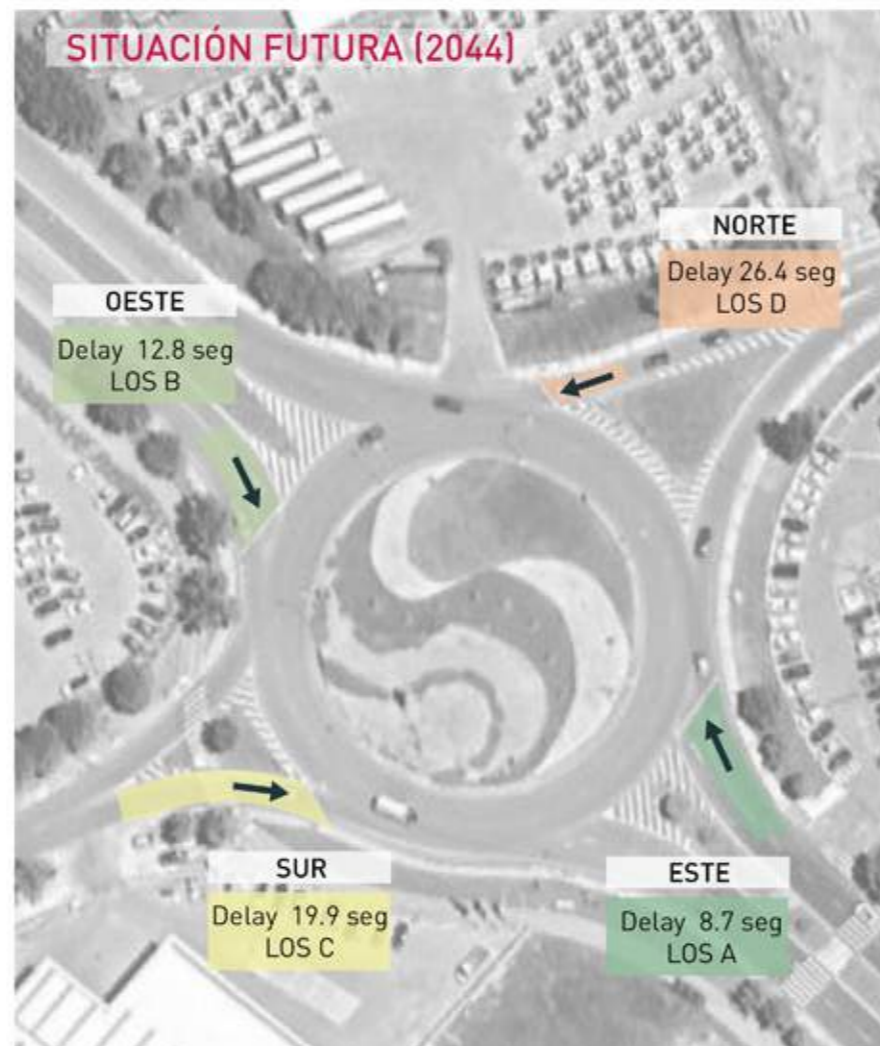 SITUACIÓN FUTURA (2044)
NORTE
Delay 26.4 seg
LOS D
OESTE
Delay 12.8 seg
LOS B
SUR
Delay 19.9 seg
LOS C
ESTE
Delay 8.7 seg
LOS A